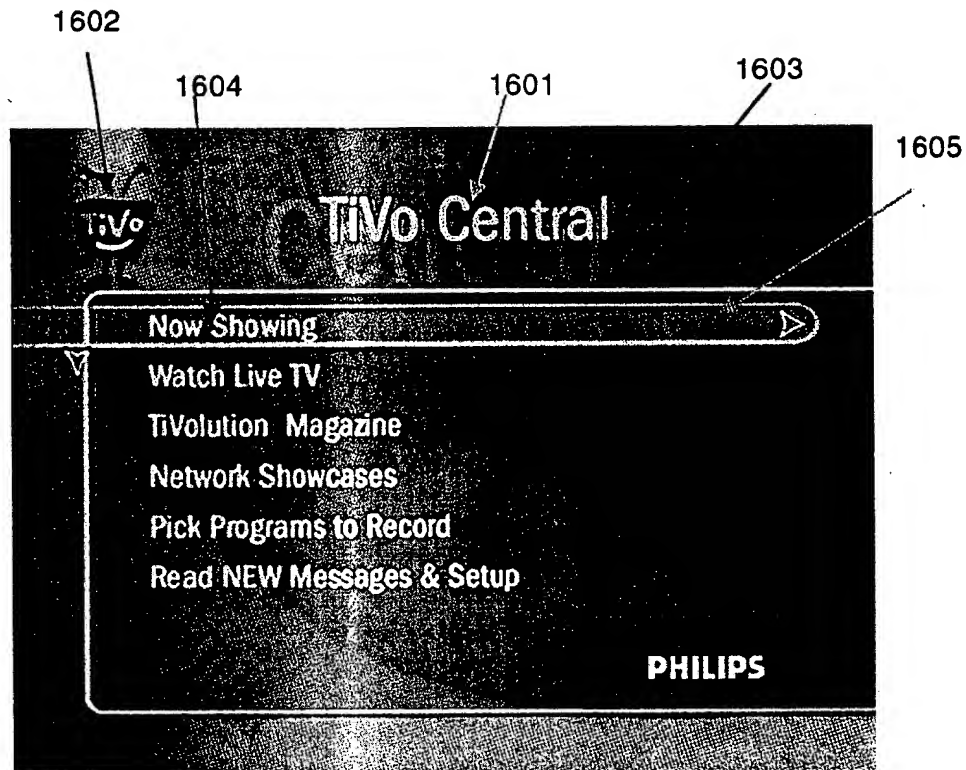 1602
1604
1601
1603
1605
TiVo
TiVo Central
Now Showing
Watch Live TV
TiVolution Magazine
Network Showcases
Pick Programs to Record
Read NEW Messages & Setup
PHILIPS